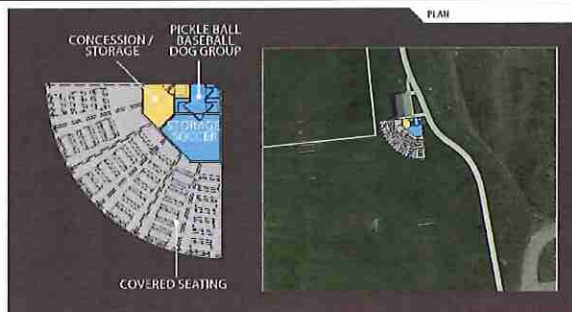 PLAN
CONCESSION /
STORAGE
PICKLE BALL
BASEBALL
DOG GROUP
STORAGE
SOCCER
COVERED SEATING